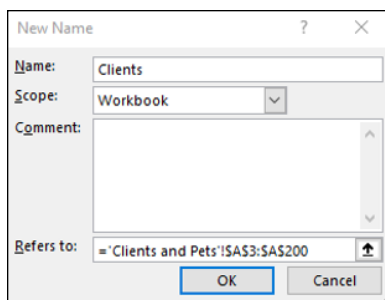 New Name ?
Name: Clients
Scope: Workbook
Comment:
Refers to: ='Clients and Pets'!$A$3:$A$200
OK Cancel